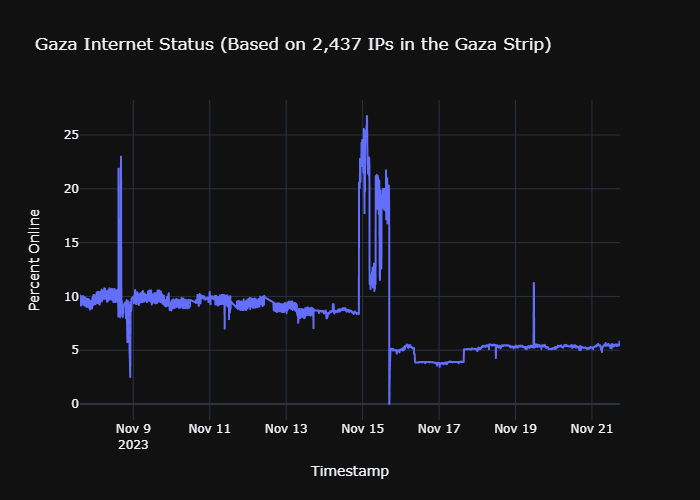 Gaza Internet Status (Based on 2,437 IPs in the Gaza Strip)
25
20
15
10
5
0
Percent Online
Nov 9
2023
Nov 11
Nov 13
Nov 15
Nov 17
Nov 19
Nov 21
Timestamp